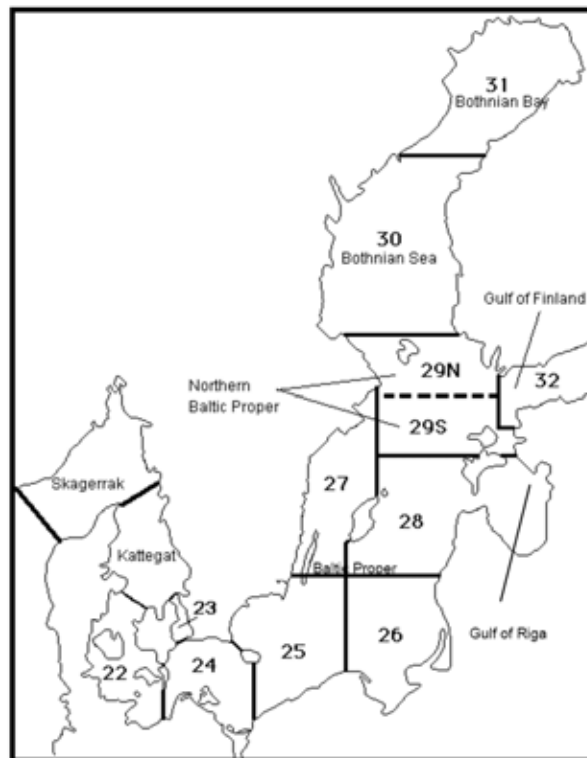 31
Bothnian Bay
30
Bothnian Sea
Gulf of Finland
29N
32
Northern
Baltic Proper
29S
Skagerrak
27
28
Kattegat
Baltic Proper
23
22
24
25
26
Gulf of Riga